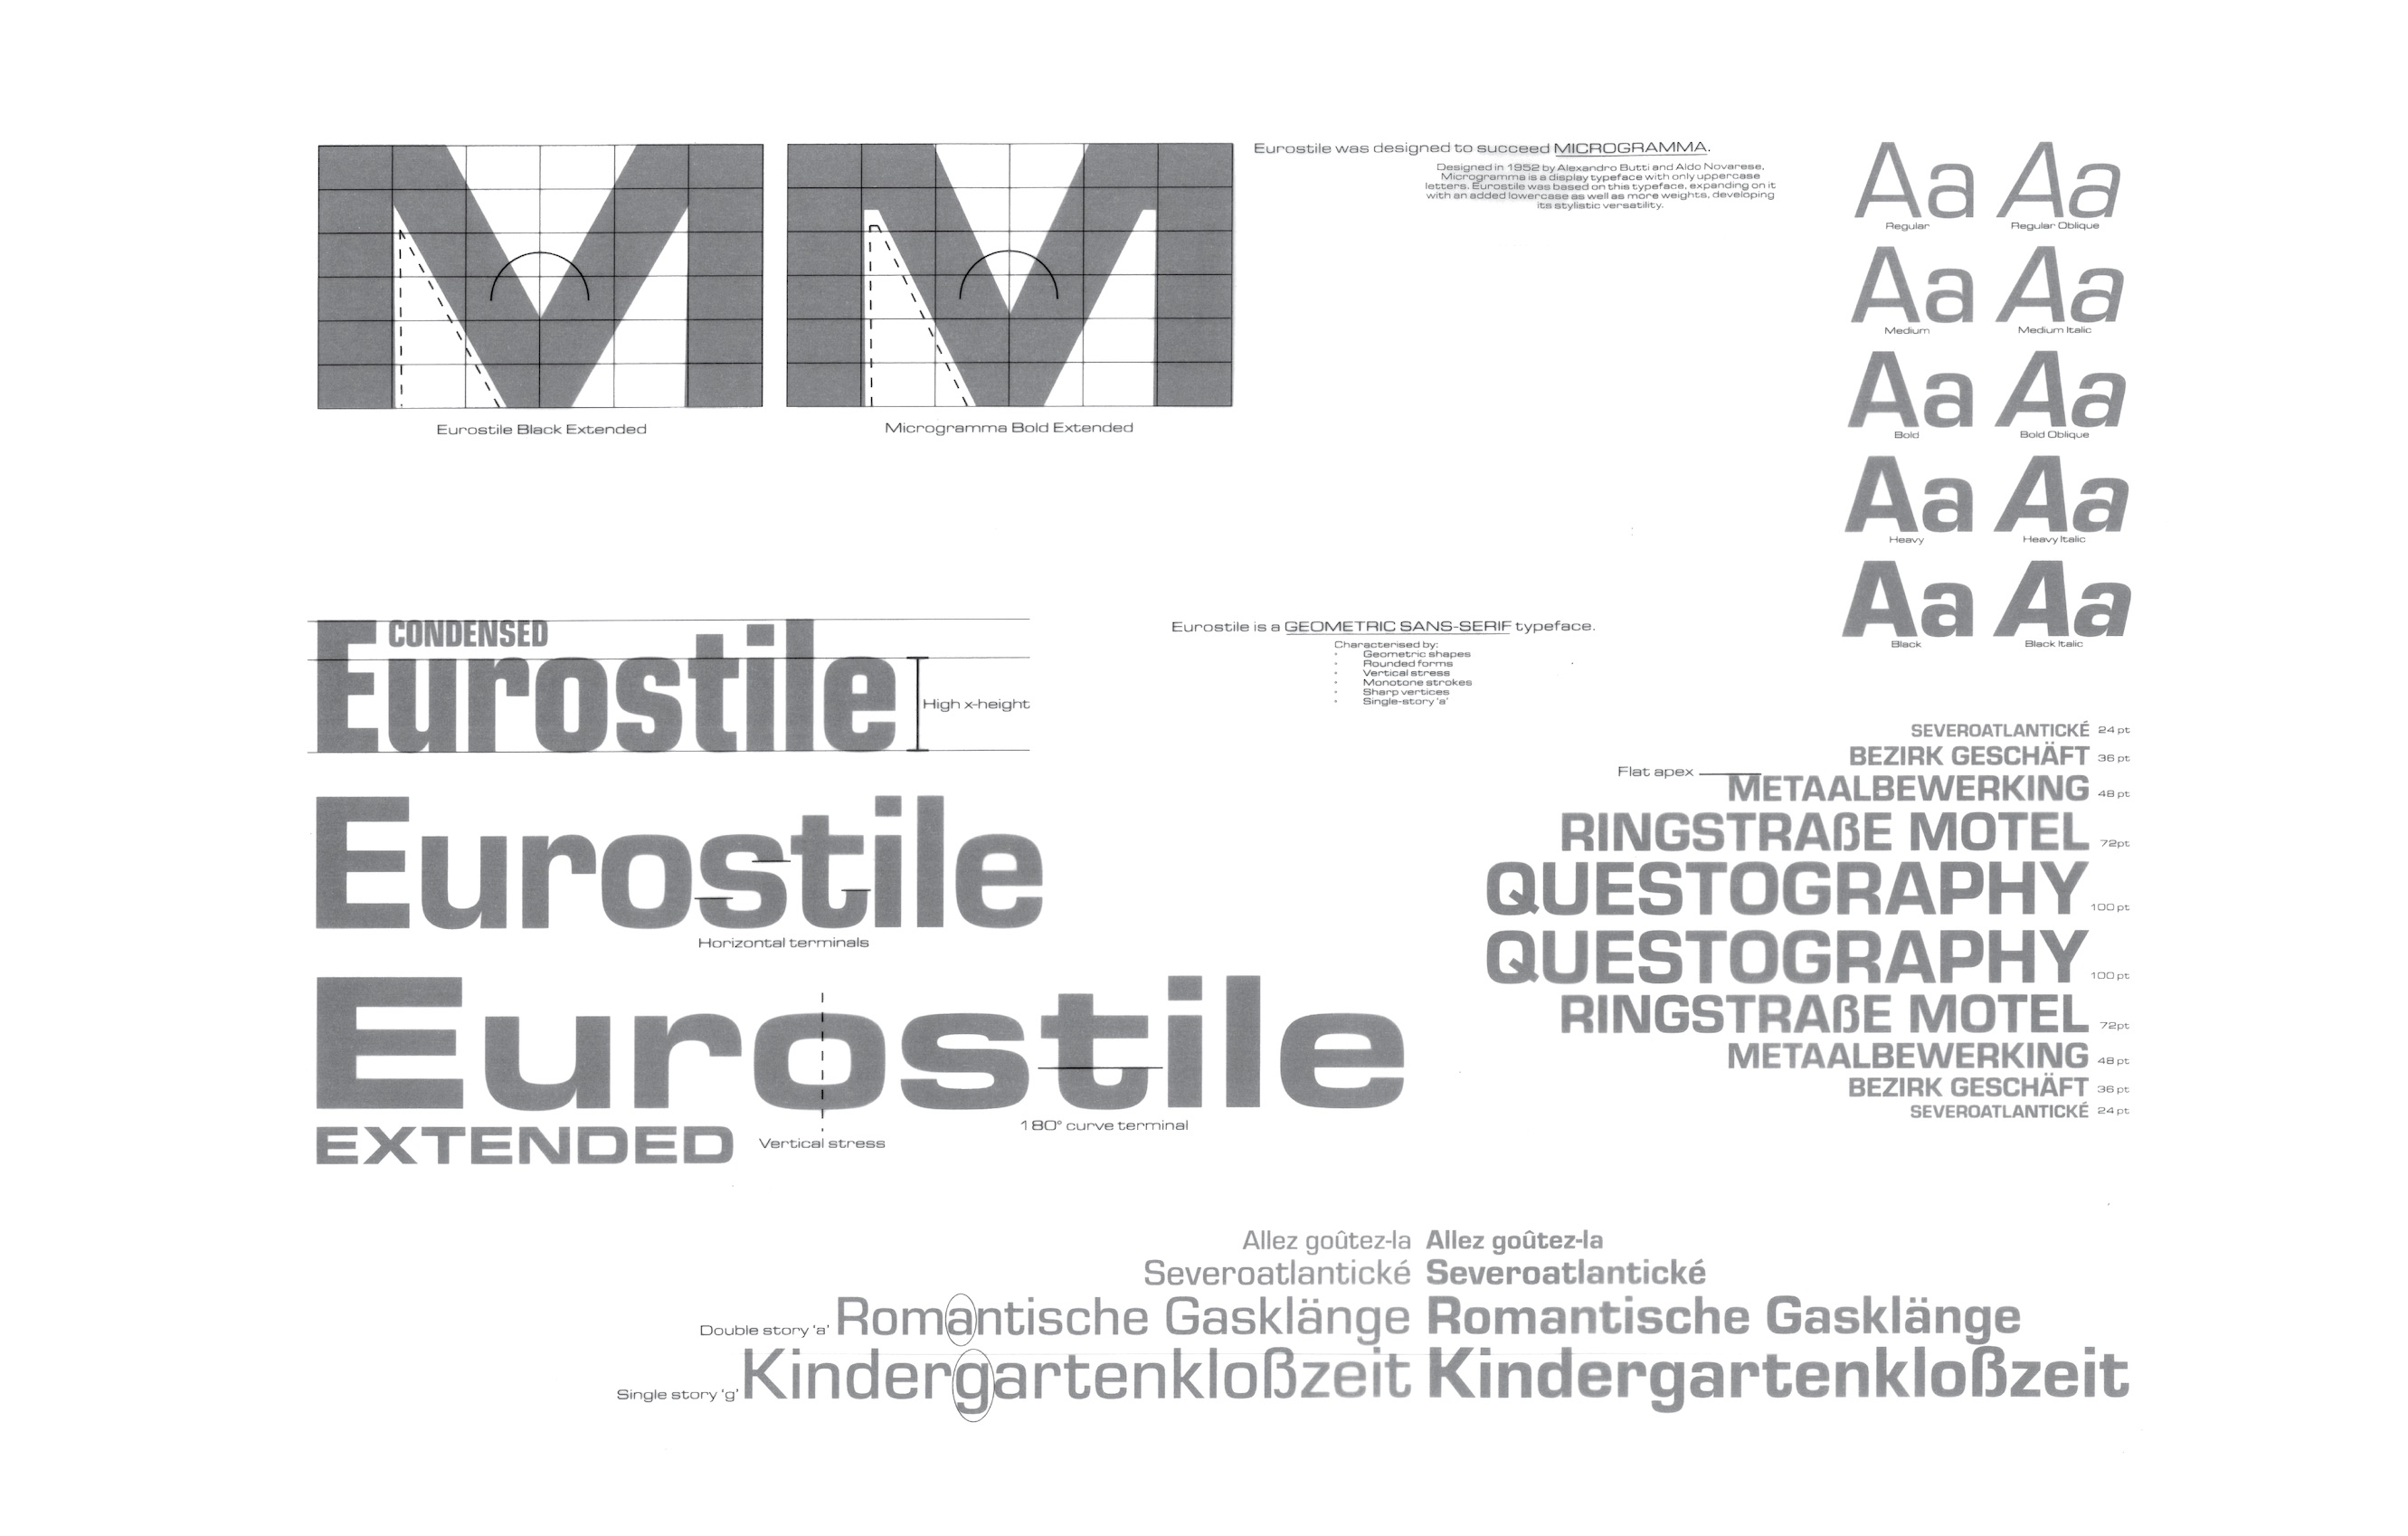 Eurostile Black Extended
Microgramma Bold Extended
Eurostile was designed to succeed MICROGRAMMA.
Designed in 1952 by Alexandro Butti and Aldo Novarese,
Microgramma is a display typeface with only uppercase
letters. Eurostile was based on this typeface, expanding on it
with an added lowercase as well as more weights, developing
its stylistic versatility.
Aa Aa
Regular Regular Oblique
Aa Aa
Medium Medium Italic
Aa Aa
Bold Bold Oblique
Aa Aa
Heavy Heavy Italic
Aa Aa
Black Black Italic
CONDENSED
Eurostile
High x-height
Eurostile is a GEOMETRIC SANS-SERIF typeface.
Characterised by:
• Geometric shapes
• Rounded forms
• Vertical stress
• Monotone strokes
• Sharp vertices
• Single-story 'a'
Eurostile
Horizontal terminals
Eurostile
EXTENDED
Vertical stress
180° curve terminal
SEVEROATLANTICKÉ 24 pt
BEZIRK GESCHÄFT 36 pt
Flat apex
METAALBEWERKING 48 pt
RINGSTRAßE MOTEL 72pt
QUESTOGRAPHY 100 pt
QUESTOGRAPHY 100 pt
RINGSTRAßE MOTEL 72pt
METAALBEWERKING 48 pt
BEZIRK GESCHÄFT 36 pt
SEVEROATLANTICKÉ 24 pt
Allez goûtez-la Allez goûtez-la
Severoatlantické Severoatlantické
Double story 'a' Romantische Gasklänge Romantische Gasklänge
Single story 'g' Kindergartenkloßzeit Kindergartenkloßzeit
M M